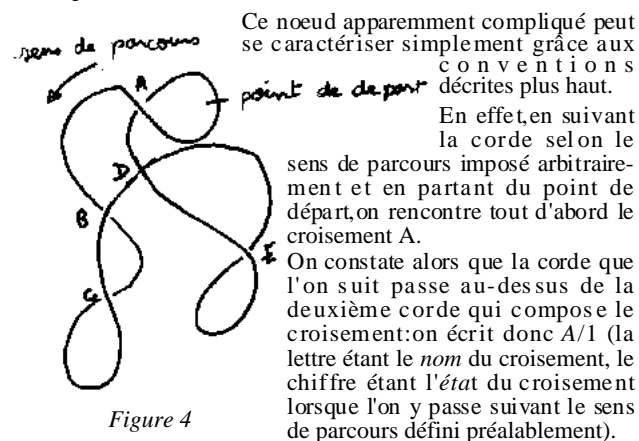 Ce noeud apparemment compliqué peut
se caractériser simplement grâce aux
conventions
décrites plus haut.
En effet,en suivant
la corde selon le
sens de parcours imposé arbitraire-
ment et en partant du point de
départ,on rencontre tout d'abord le
croisement A.
On constate alors que la corde que
l'on suit passe au-dessus de la
deuxième corde qui compose le
croisement:on écrit donc A/1 (la
lettre étant le nom du croisement, le
chiffre étant l'état du croisement
lorsque l'on y passe suivant le sens
de parcours défini préalablement).
sens de parcours
A
point de depart
D
B
E
C
Figure 4